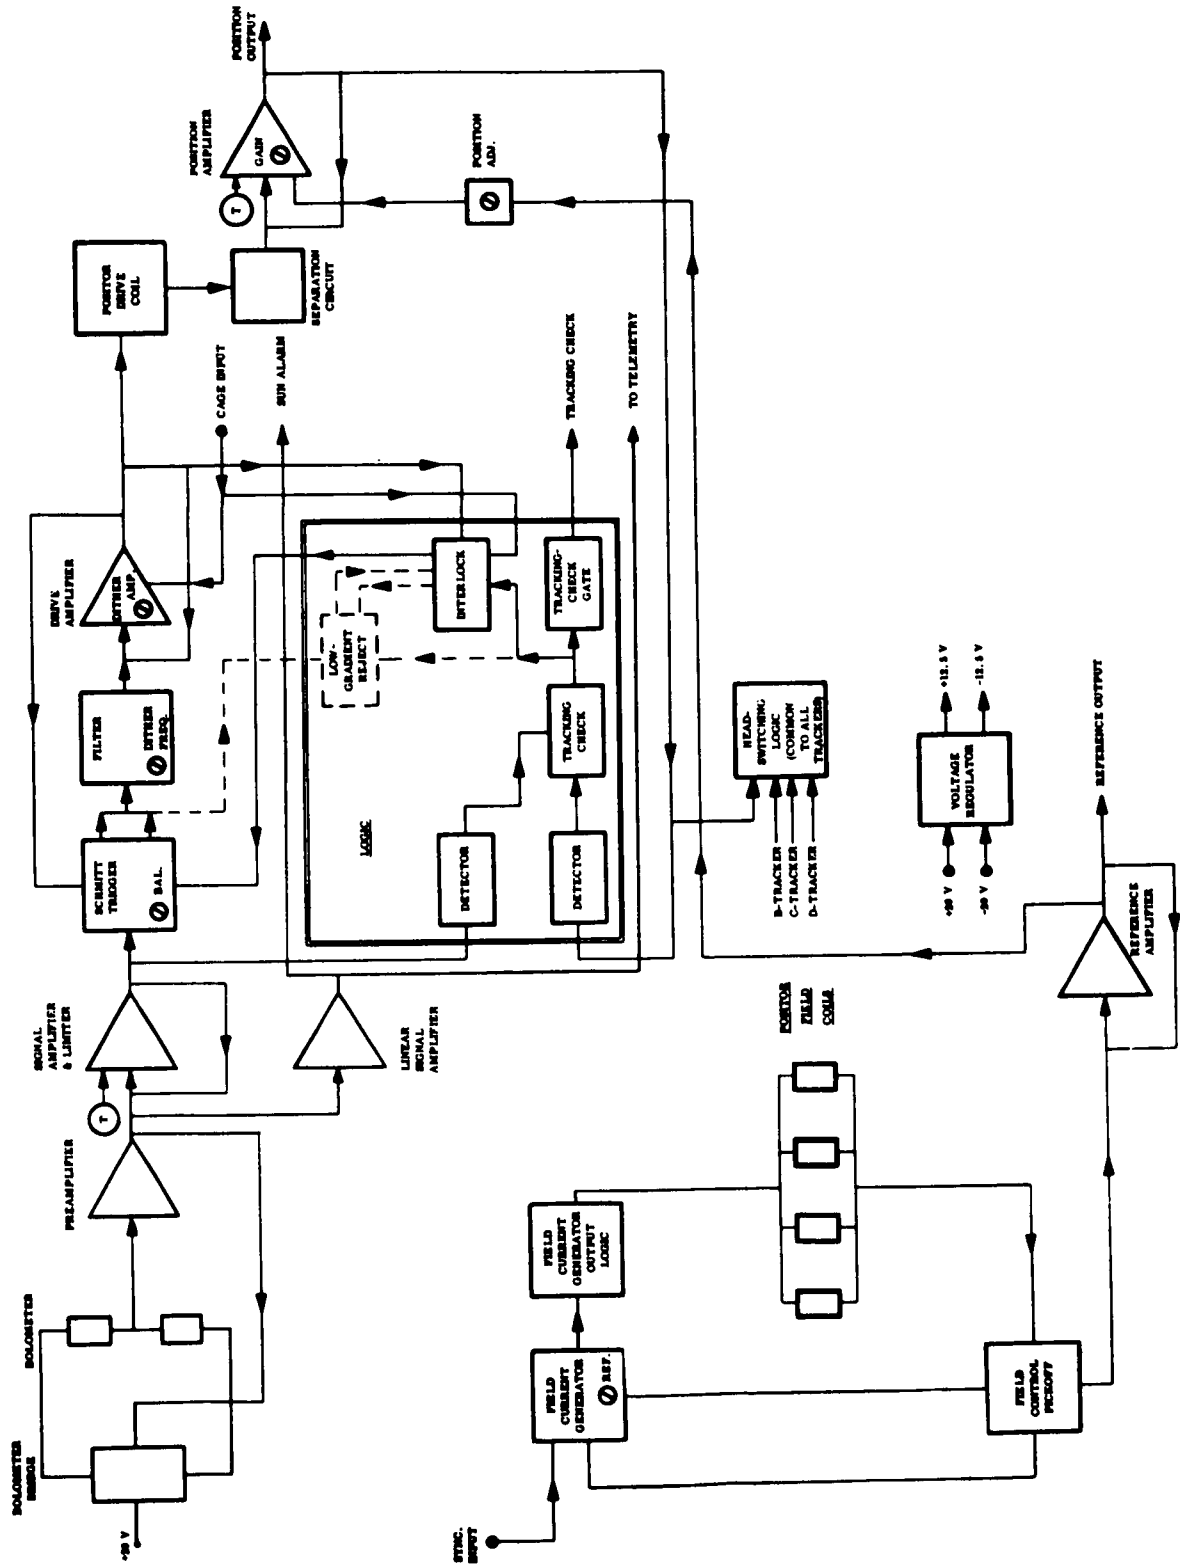 BOLOMETER
BRIDGE
+20 V
BOLOMETER
PREAMPLIFIER
T
SIGNAL
AMPLIFIER
& LIMITER
LINEAR
SIGNAL
AMPLIFIER
SCHMITT
TRIGGER
BAL.
FILTER
DITHER
FREQ.
DRIVE
AMPLIFIER
DITHER
AMP.
POSITOR
DRIVE
COIL
SEPARATION
CIRCUIT
T
POSITION
AMPLIFIER
GAIN
POSITION
OUTPUT
POSITION
ADJ.
CAGE INPUT
SUN ALARM
LOGIC
LOW-
GRADIENT
REJECT
INTERLOCK
DETECTOR
DETECTOR
TRACKING
CHECK
TRACKING-
CHECK
GATE
TRACKING CHECK
TO TELEMETRY
HEAD-
SWITCHING
LOGIC
(COMMON
TO ALL
TRACKERS)
B-TRACKER
C-TRACKER
D-TRACKER
+20 V
-20 V
VOLTAGE
REGULATOR
+12.5 V
-12.5 V
SYNC.
INPUT
FIELD
CURRENT
GENERATOR
REF.
FIELD
CURRENT
GENERATOR
OUTPUT
LOGIC
POSITOR
FIELD
COILS
FIELD
CONTROL
PICKOFF
REFERENCE
AMPLIFIER
REFERENCE OUTPUT